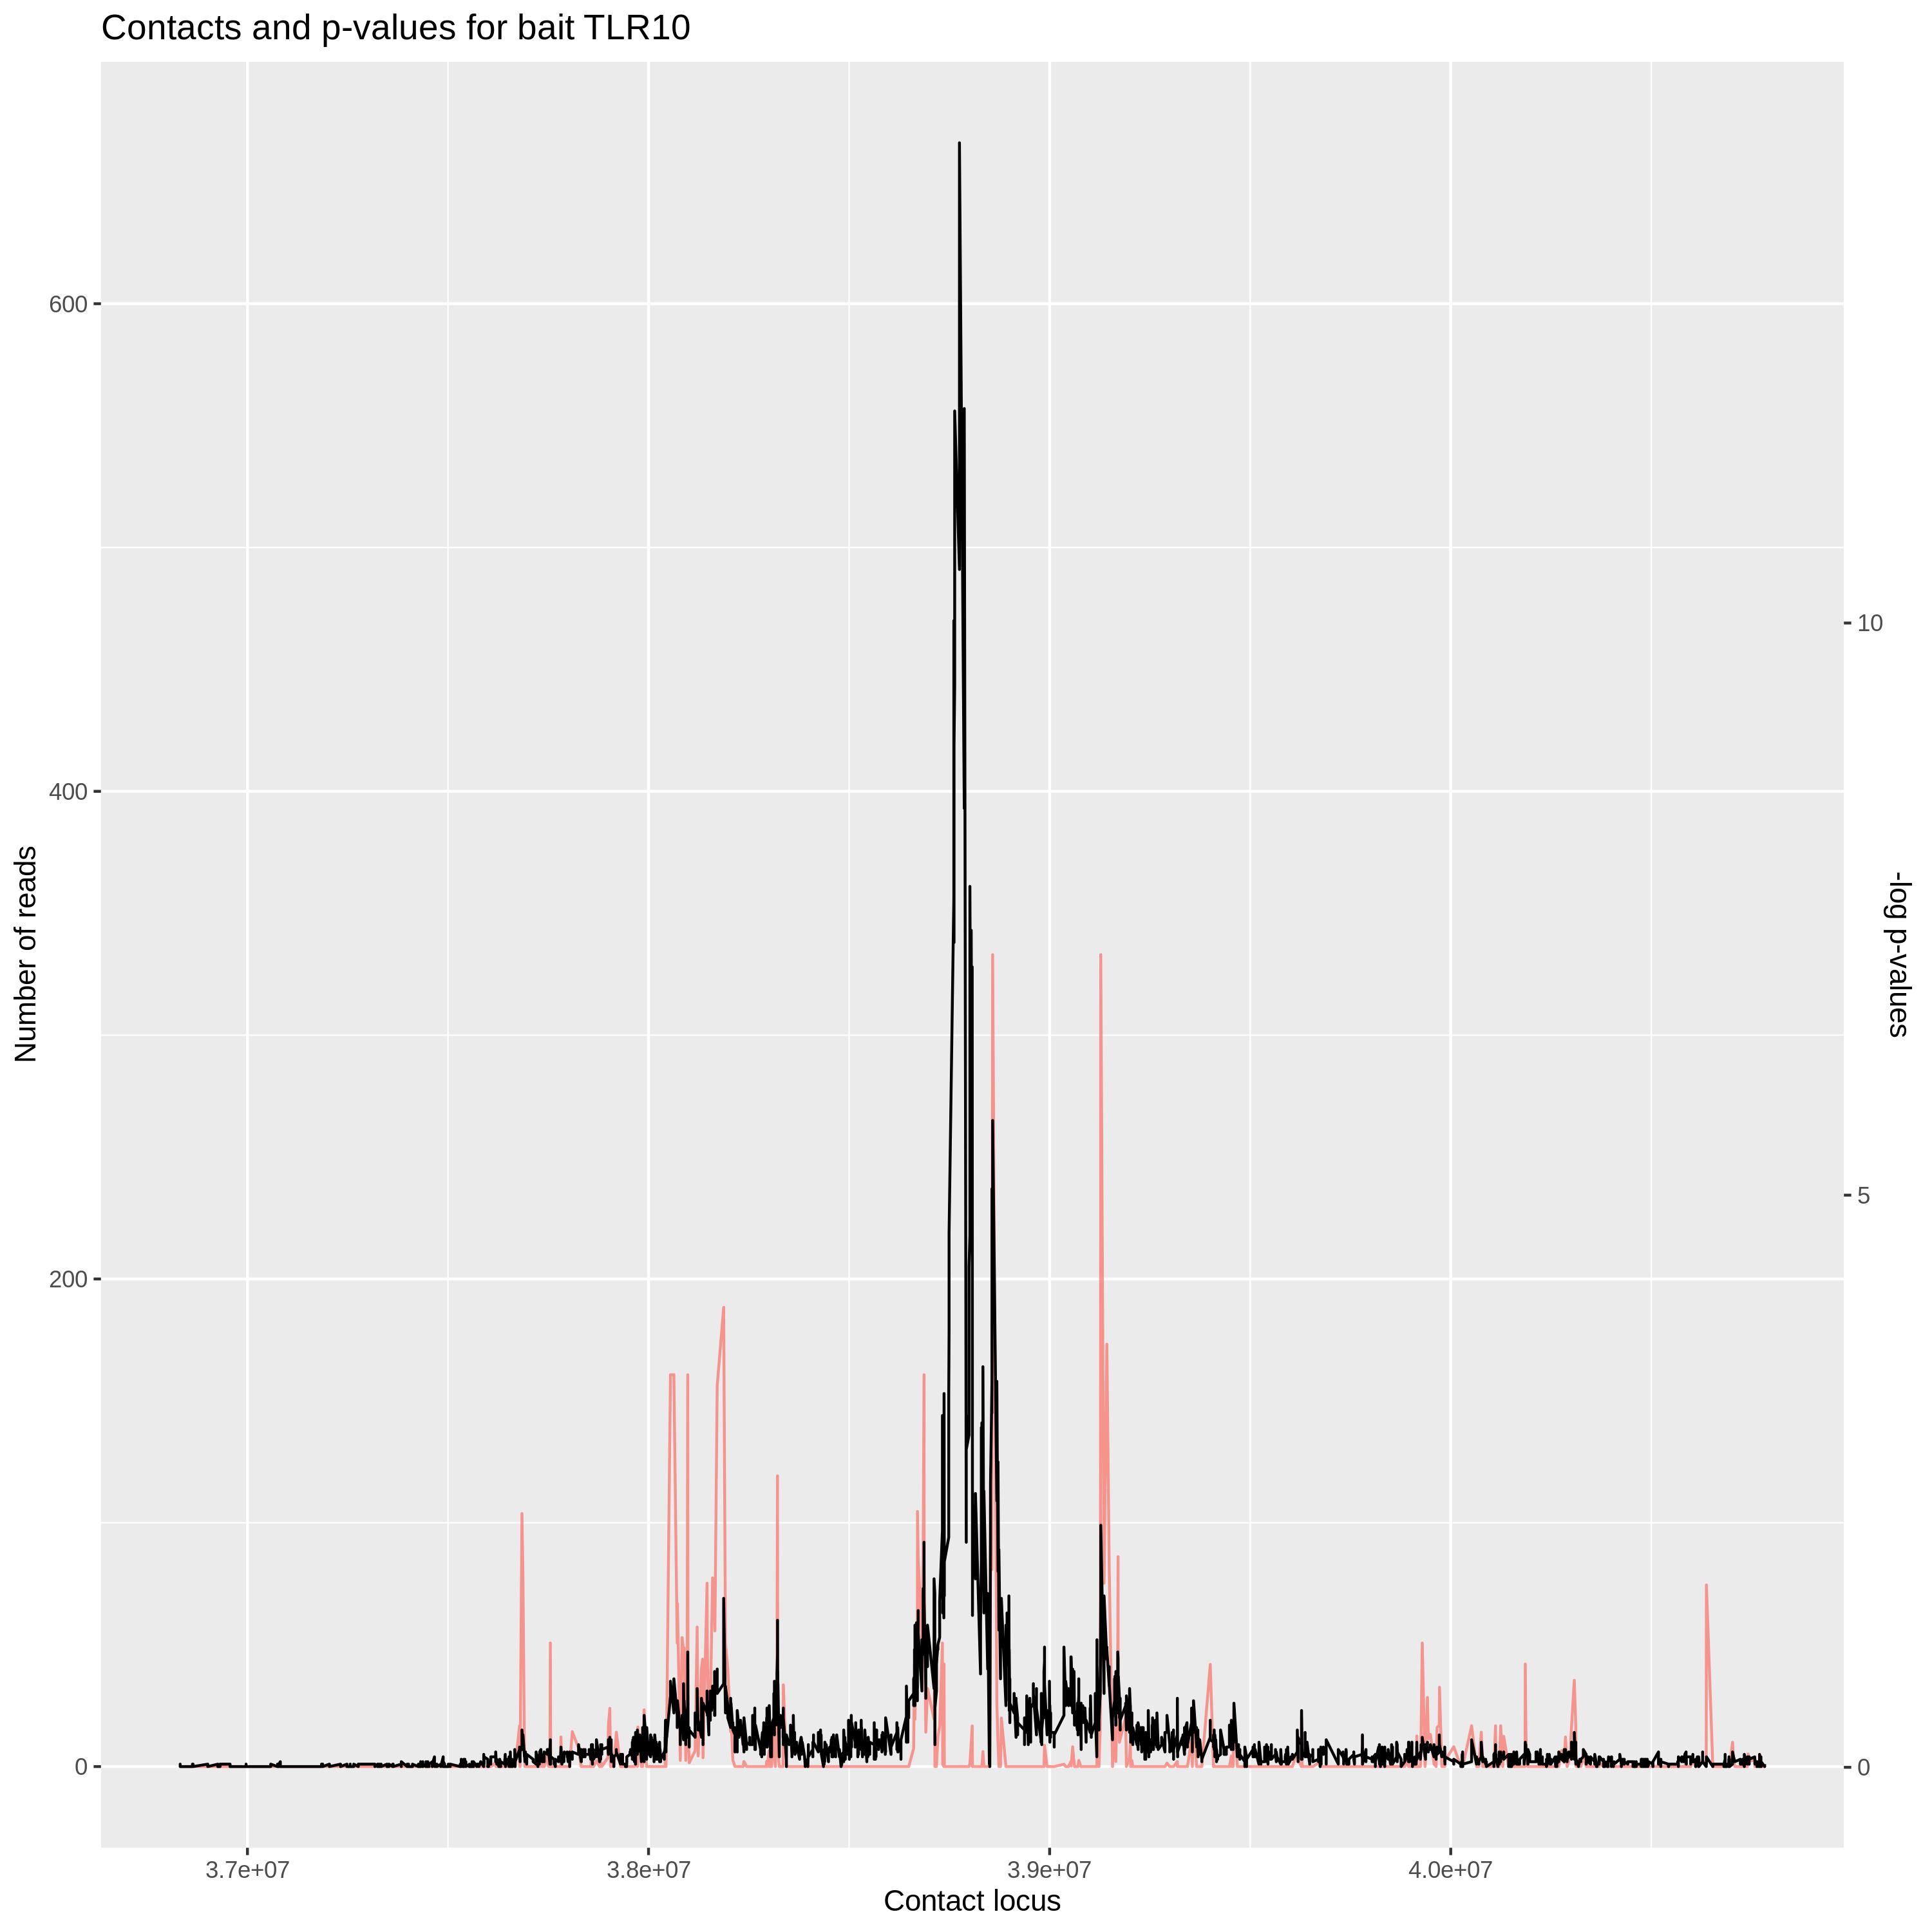 Contacts and p-values for bait TLR10
Number of reads
600
400
200
0
10
5
0
-log p-values
3.7e+07
3.8e+07
3.9e+07
4.0e+07
Contact locus